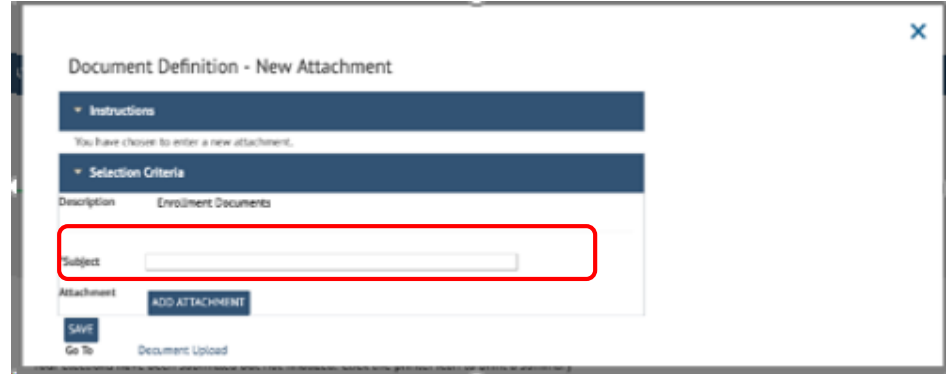 Document Definition - New Attachment
Instructions
You have chosen to enter a new attachment.
Selection Criteria
Description Enrollment Documents
*Subject
Attachment ADD ATTACHMENT
SAVE
Go To Document Upload